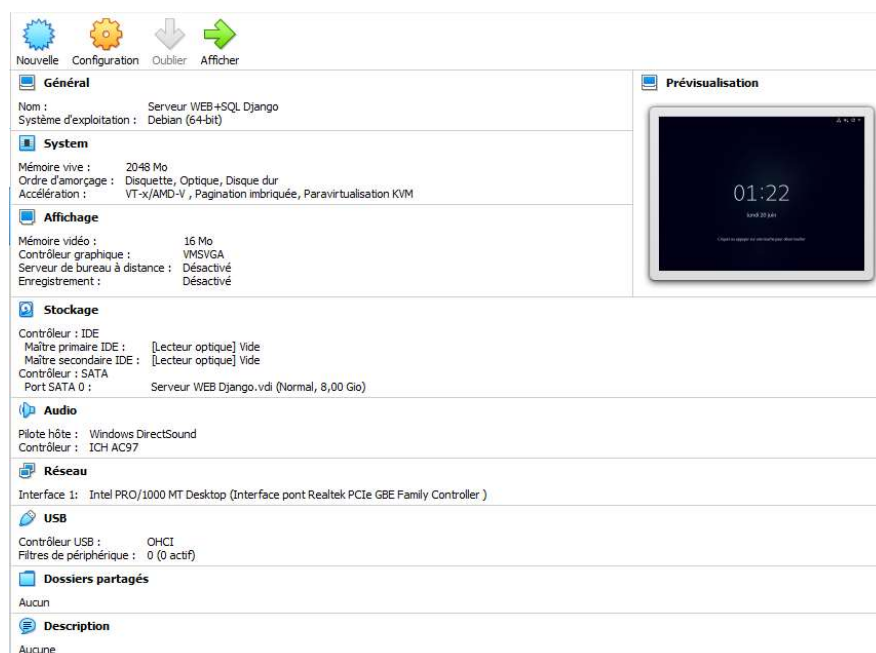 Nouvelle Configuration Oublier Afficher
Général
Nom : Serveur WEB+SQL Django
Système d'exploitation : Debian (64-bit)
System
Mémoire vive : 2048 Mo
Ordre d'amorçage : Disquette, Optique, Disque dur
Accélération : VT-x/AMD-V , Pagination imbriquée, Paravirtualisation KVM
Affichage
Mémoire vidéo : 16 Mo
Contrôleur graphique : VMSVGA
Serveur de bureau à distance : Désactivé
Enregistrement : Désactivé
Prévisualisation
01:22
lundi 20 juin
Stockage
Contrôleur : IDE
Maître primaire IDE : [Lecteur optique] Vide
Maître secondaire IDE : [Lecteur optique] Vide
Contrôleur : SATA
Port SATA 0 : Serveur WEB Django.vdi (Normal, 8,00 Gio)
Audio
Pilote hôte : Windows DirectSound
Contrôleur : ICH AC97
Réseau
Interface 1: Intel PRO/1000 MT Desktop (Interface pont Realtek PCIe GBE Family Controller )
USB
Contrôleur USB : OHCI
Filtres de périphérique : 0 (0 actif)
Dossiers partagés
Aucun
Description
Aucune